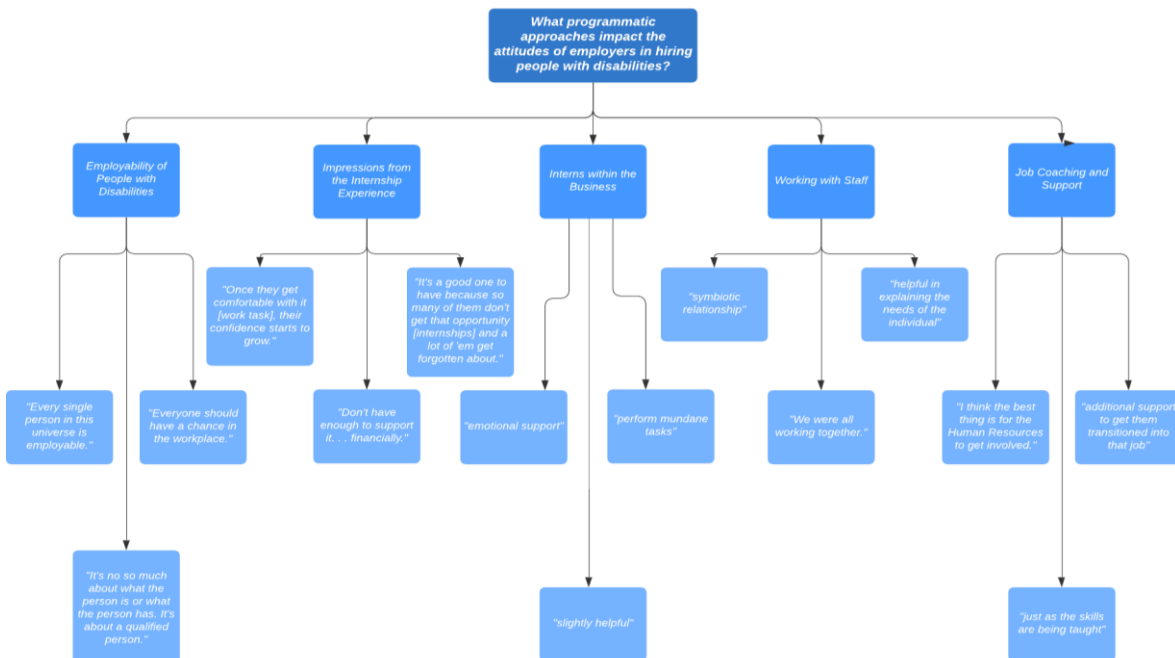 What programmatic
approaches impact the
attitudes of employers in hiring
people with disabilities?
Employability of
People with
Disabilities
Impressions from
the Internship
Experience
Interns within the
Business
Working with Staff
Job Coaching and
Support
"Once they get
comfortable with it
[work task], their
confidence starts to
grow."
"It's a good one to
have because so
many of them don't
get that opportunity
[internships] and a
lot of 'em get
forgotten about."
"symbiotic
relationship"
"helpful in
explaining the
needs of the
individual"
"Every single
person in this
universe is
employable."
"Everyone should
have a chance in
the workplace."
"Don't have
enough to support
it. . . financially."
"emotional support"
"perform mundane
tasks"
"We were all
working together."
"I think the best
thing is for the
Human Resources
to get involved."
"additional support
to get them
transitioned into
that job"
"It's no so much
about what the
person is or what
the person has. It's
about a qualified
person."
"slightly helpful"
"just as the skills
are being taught"